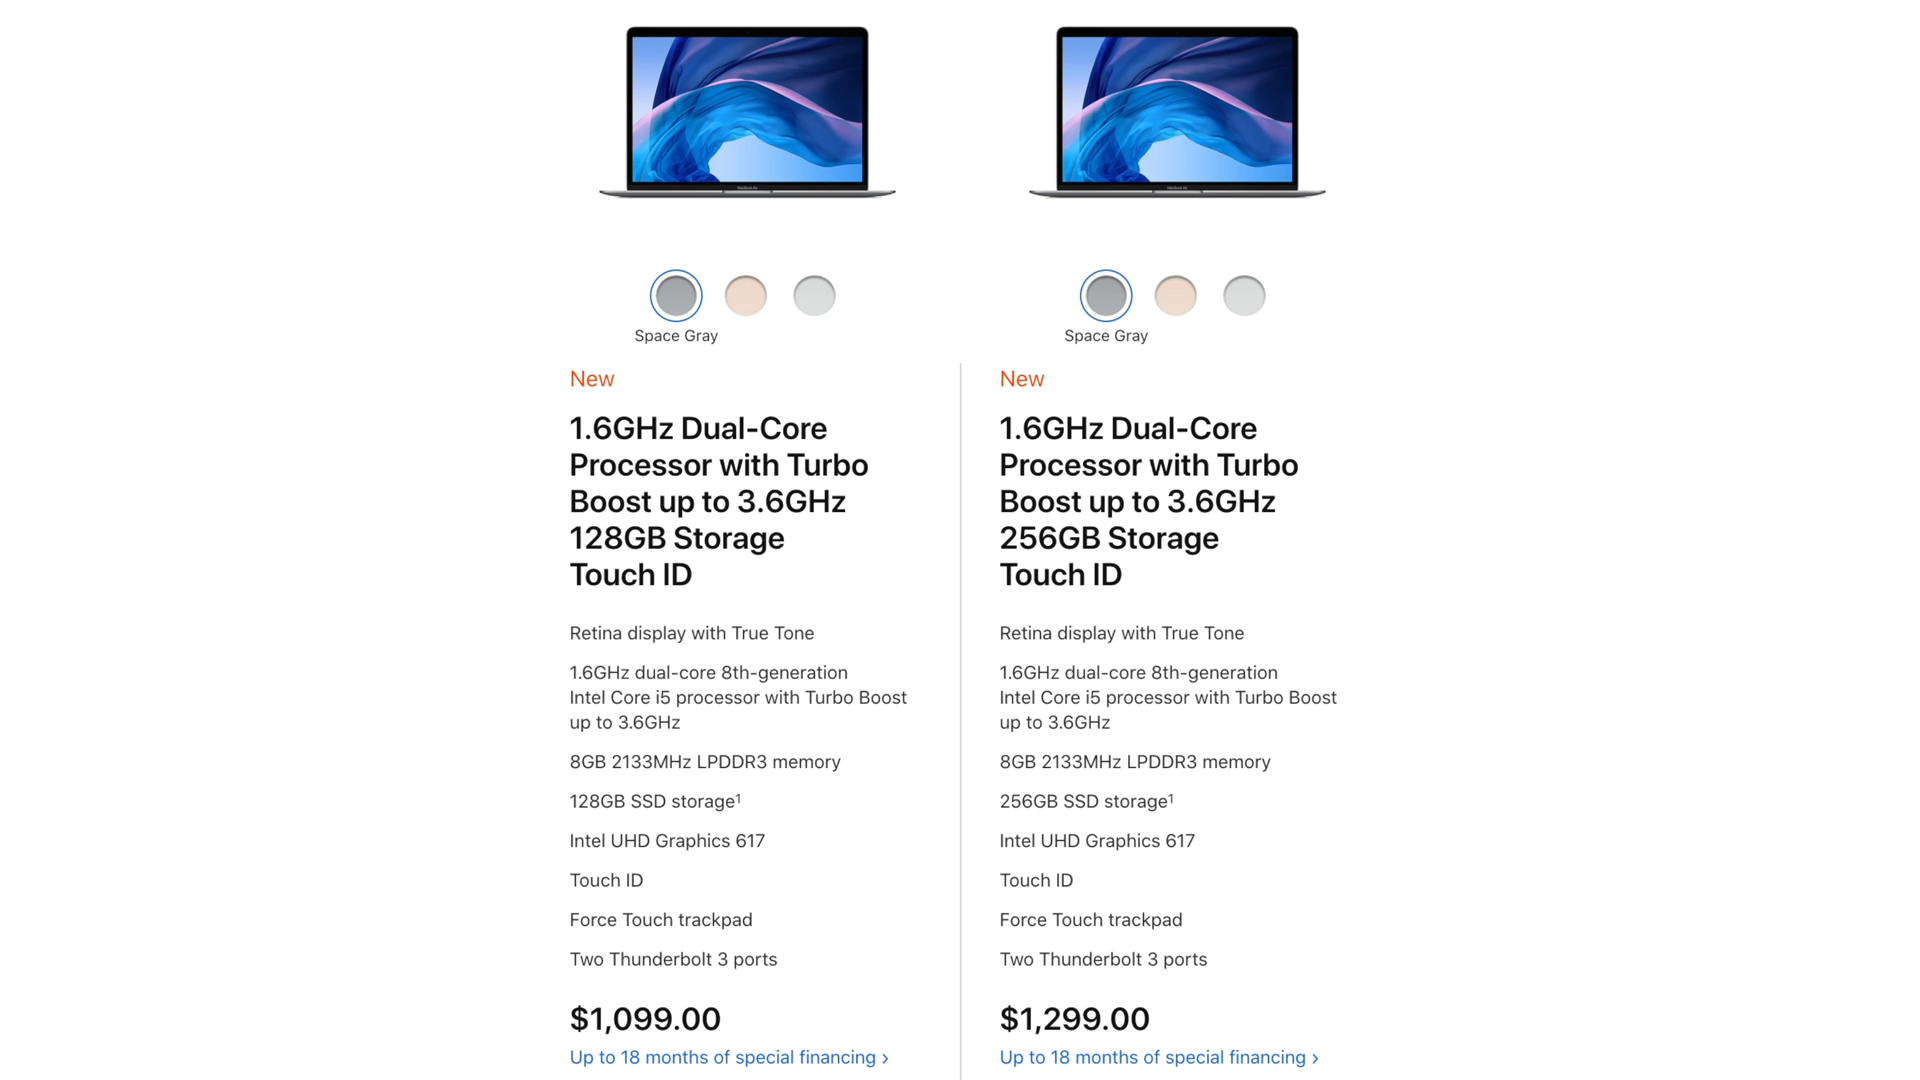 MacBook Air
Space Gray
New
1.6GHz Dual-Core
Processor with Turbo
Boost up to 3.6GHz
128GB Storage
Touch ID
Retina display with True Tone
1.6GHz dual-core 8th-generation
Intel Core i5 processor with Turbo Boost
up to 3.6GHz
8GB 2133MHz LPDDR3 memory
128GB SSD storage¹
Intel UHD Graphics 617
Touch ID
Force Touch trackpad
Two Thunderbolt 3 ports
$1,099.00
Up to 18 months of special financing ›
MacBook Air
Space Gray
New
1.6GHz Dual-Core
Processor with Turbo
Boost up to 3.6GHz
256GB Storage
Touch ID
Retina display with True Tone
1.6GHz dual-core 8th-generation
Intel Core i5 processor with Turbo Boost
up to 3.6GHz
8GB 2133MHz LPDDR3 memory
256GB SSD storage¹
Intel UHD Graphics 617
Touch ID
Force Touch trackpad
Two Thunderbolt 3 ports
$1,299.00
Up to 18 months of special financing ›